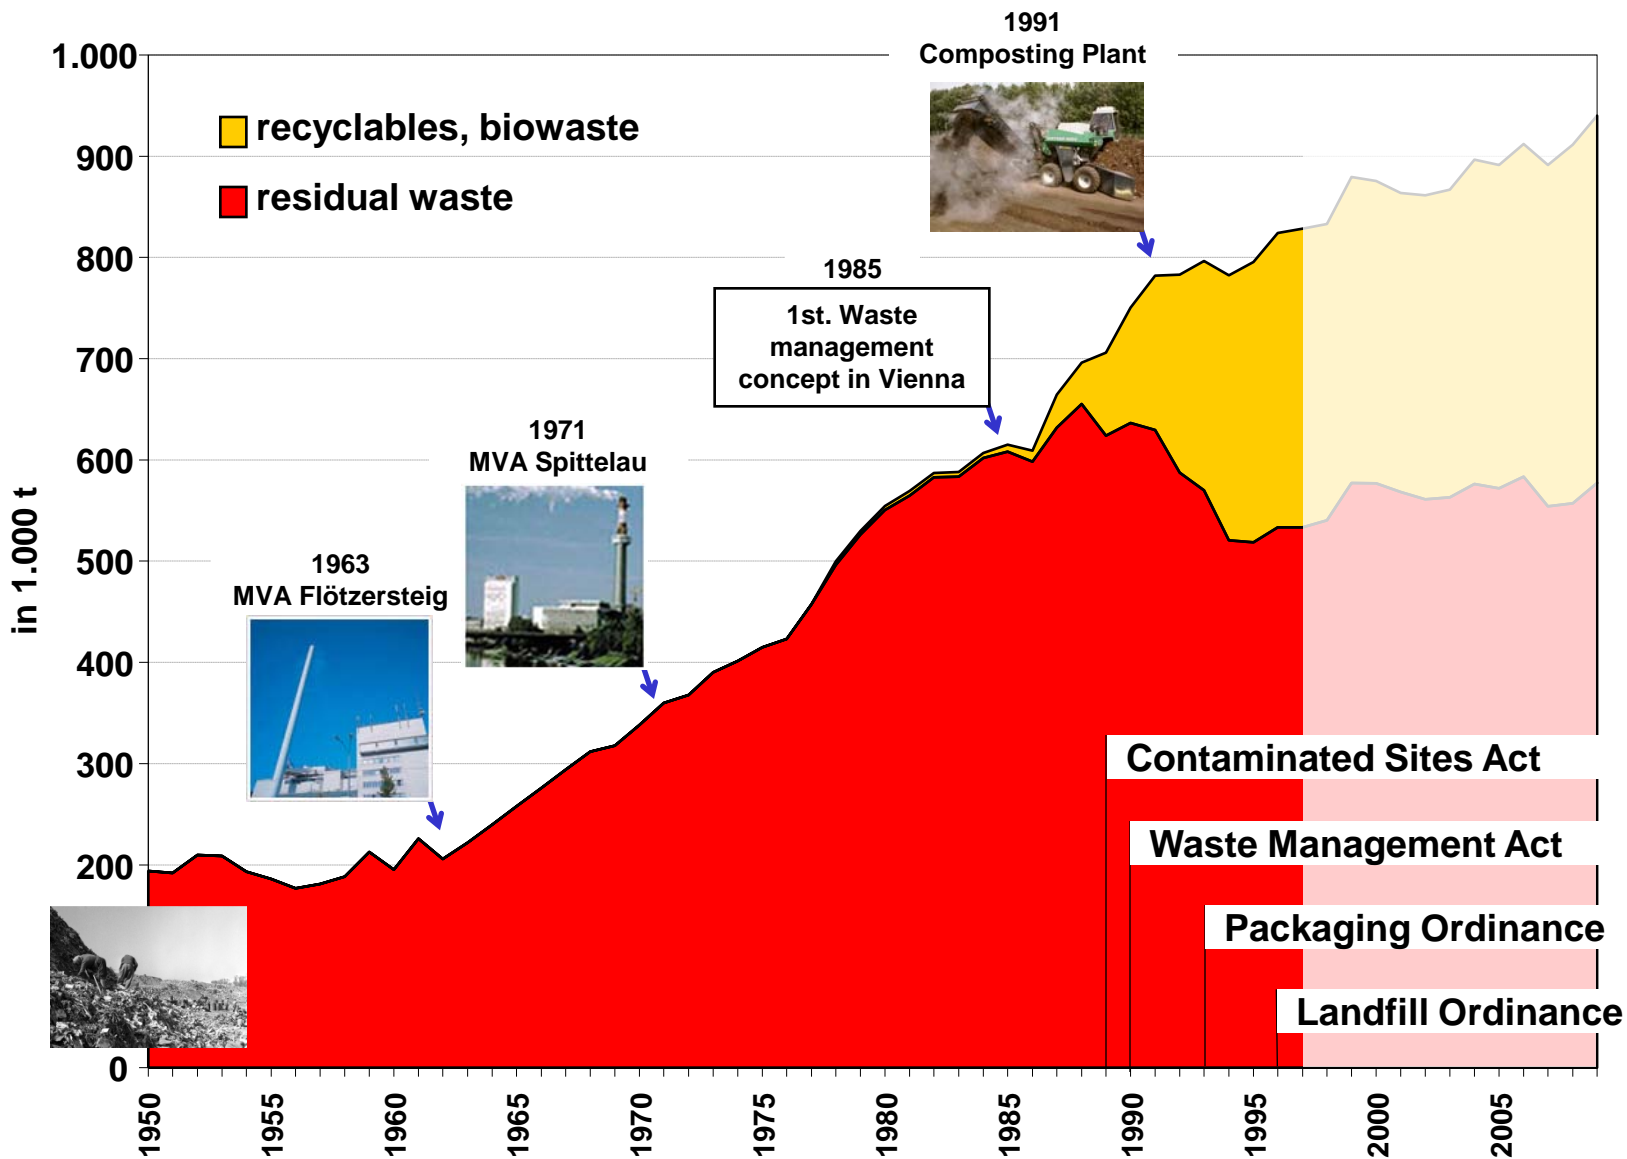 1991
Composting Plant
1.000
recyclables, biowaste
900
residual waste
800
1985
1st. Waste
management
concept in Vienna
700
1971
MVA Spittelau
600
1963
MVA Flötzersteig
500
in 1.000 t
400
300
Contaminated Sites Act
Waste Management Act
200
Packaging Ordinance
Landfill Ordinance
0
1950
1955
1960
1965
1970
1975
1980
1985
1990
1995
2000
2005